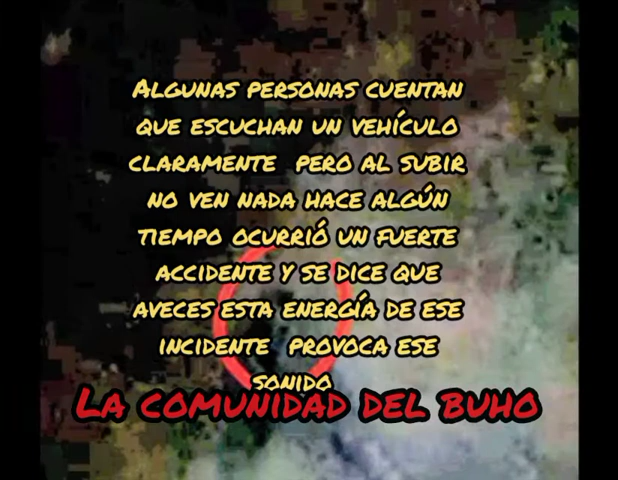 Algunas personas cuentan
que escuchan un vehículo
claramente pero al subir
no ven nada hace algún
tiempo ocurrió un fuerte
accidente y se dice que
aveces esta energía de ese
incidente provoca ese
sonido
La comunidad del buho